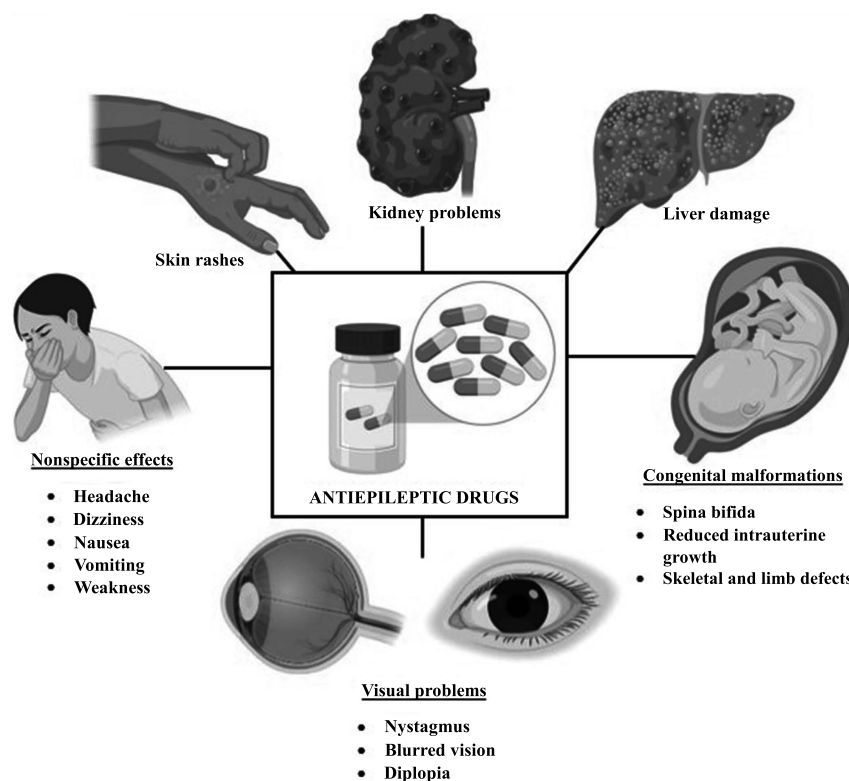 Kidney problems
Liver damage
Skin rashes
ANTIEPILEPTIC DRUGS
Nonspecific effects
• Headache
• Dizziness
• Nausea
• Vomiting
• Weakness
Congenital malformations
• Spina bifida
• Reduced intrauterine
growth
• Skeletal and limb defects
Visual problems
• Nystagmus
• Blurred vision
• Diplopia